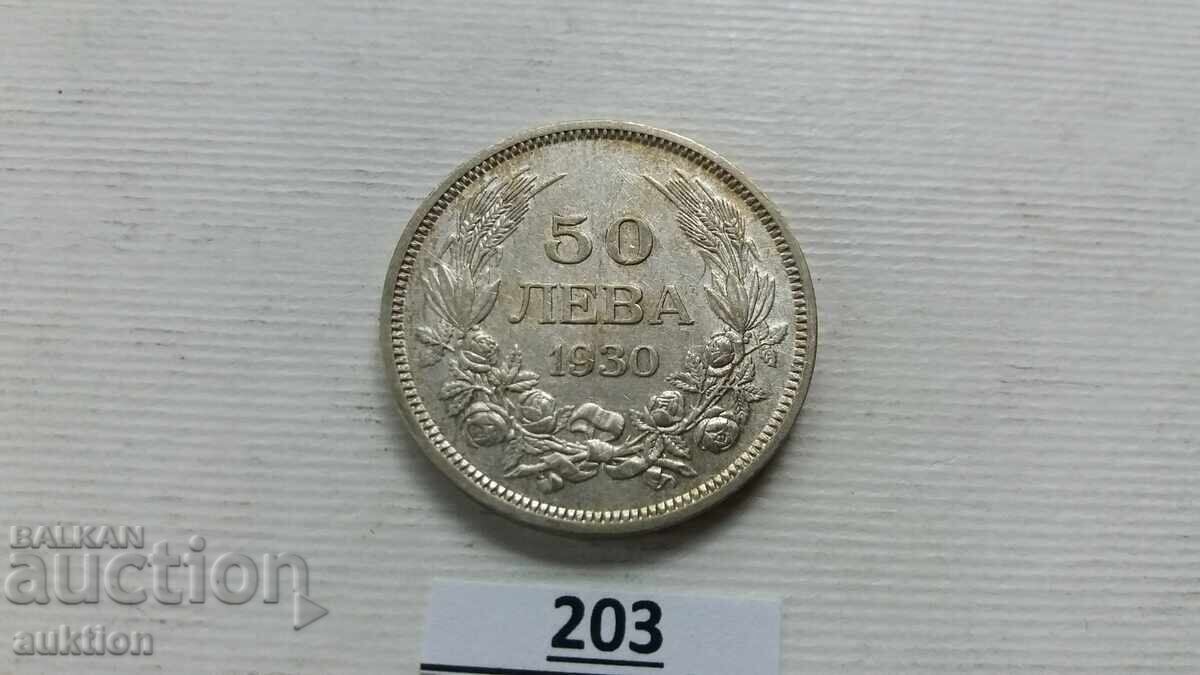 50
ЛЕВА
1930
BALKAN
auction
auktion
203